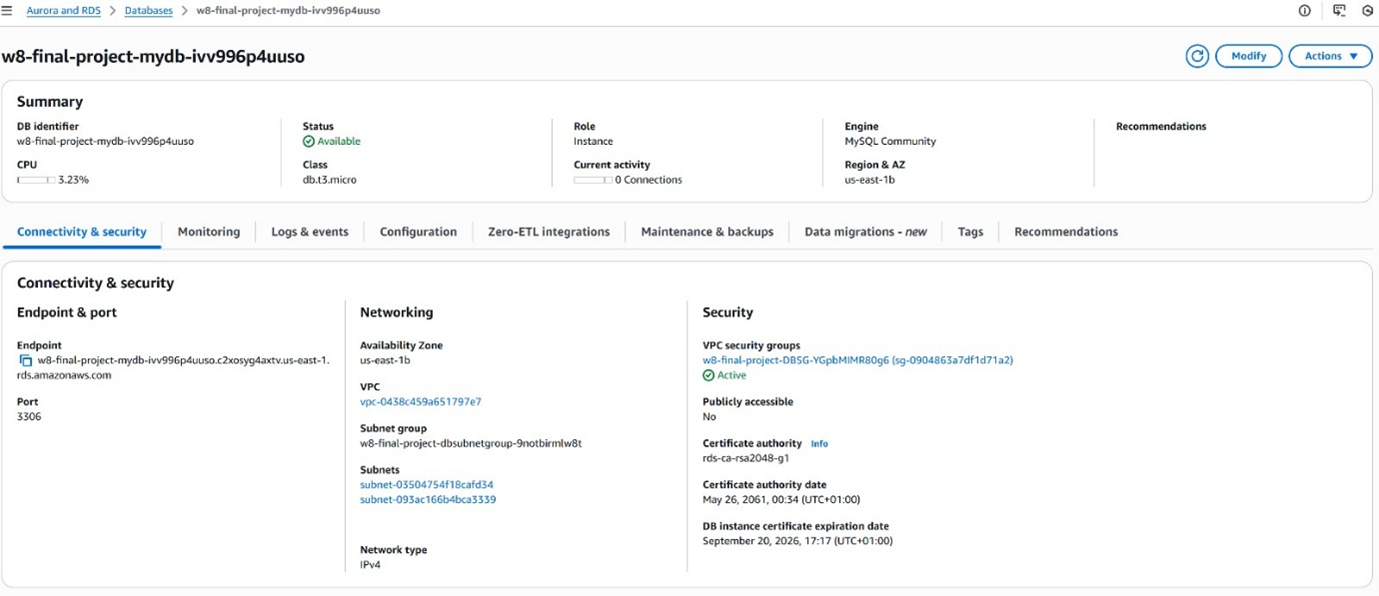 Aurora and RDS > Databases > w8-final-project-mydb-ivv996p4uuso
w8-final-project-mydb-ivv996p4uuso
Modify
Actions
Summary
DB identifier
w8-final-project-mydb-ivv996p4uuso
CPU
3.23%
Status
Available
Class
db.t3.micro
Role
Instance
Current activity
0 Connections
Engine
MySQL Community
Region & AZ
us-east-1b
Recommendations
Connectivity & security
Monitoring
Logs & events
Configuration
Zero-ETL integrations
Maintenance & backups
Data migrations - new
Tags
Recommendations
Connectivity & security
Endpoint & port
Endpoint
w8-final-project-mydb-ivv996p4uuso.c2xosyg4axtv.us-east-1.
rds.amazonaws.com
Port
3306
Networking
Availability Zone
us-east-1b
VPC
vpc-0438c459a651797e7
Subnet group
w8-final-project-dbsubnetgroup-9notbirmlw8t
Subnets
subnet-03504754f18cafd34
subnet-093ac166b4bca3339
Network type
IPv4
Security
VPC security groups
w8-final-project-DBSG-YGpbMIMR80g6 (sg-0904863a7df1d71a2)
Active
Publicly accessible
No
Certificate authority Info
rds-ca-rsa2048-g1
Certificate authority date
May 26, 2061, 00:34 (UTC+01:00)
DB instance certificate expiration date
September 20, 2026, 17:17 (UTC+01:00)